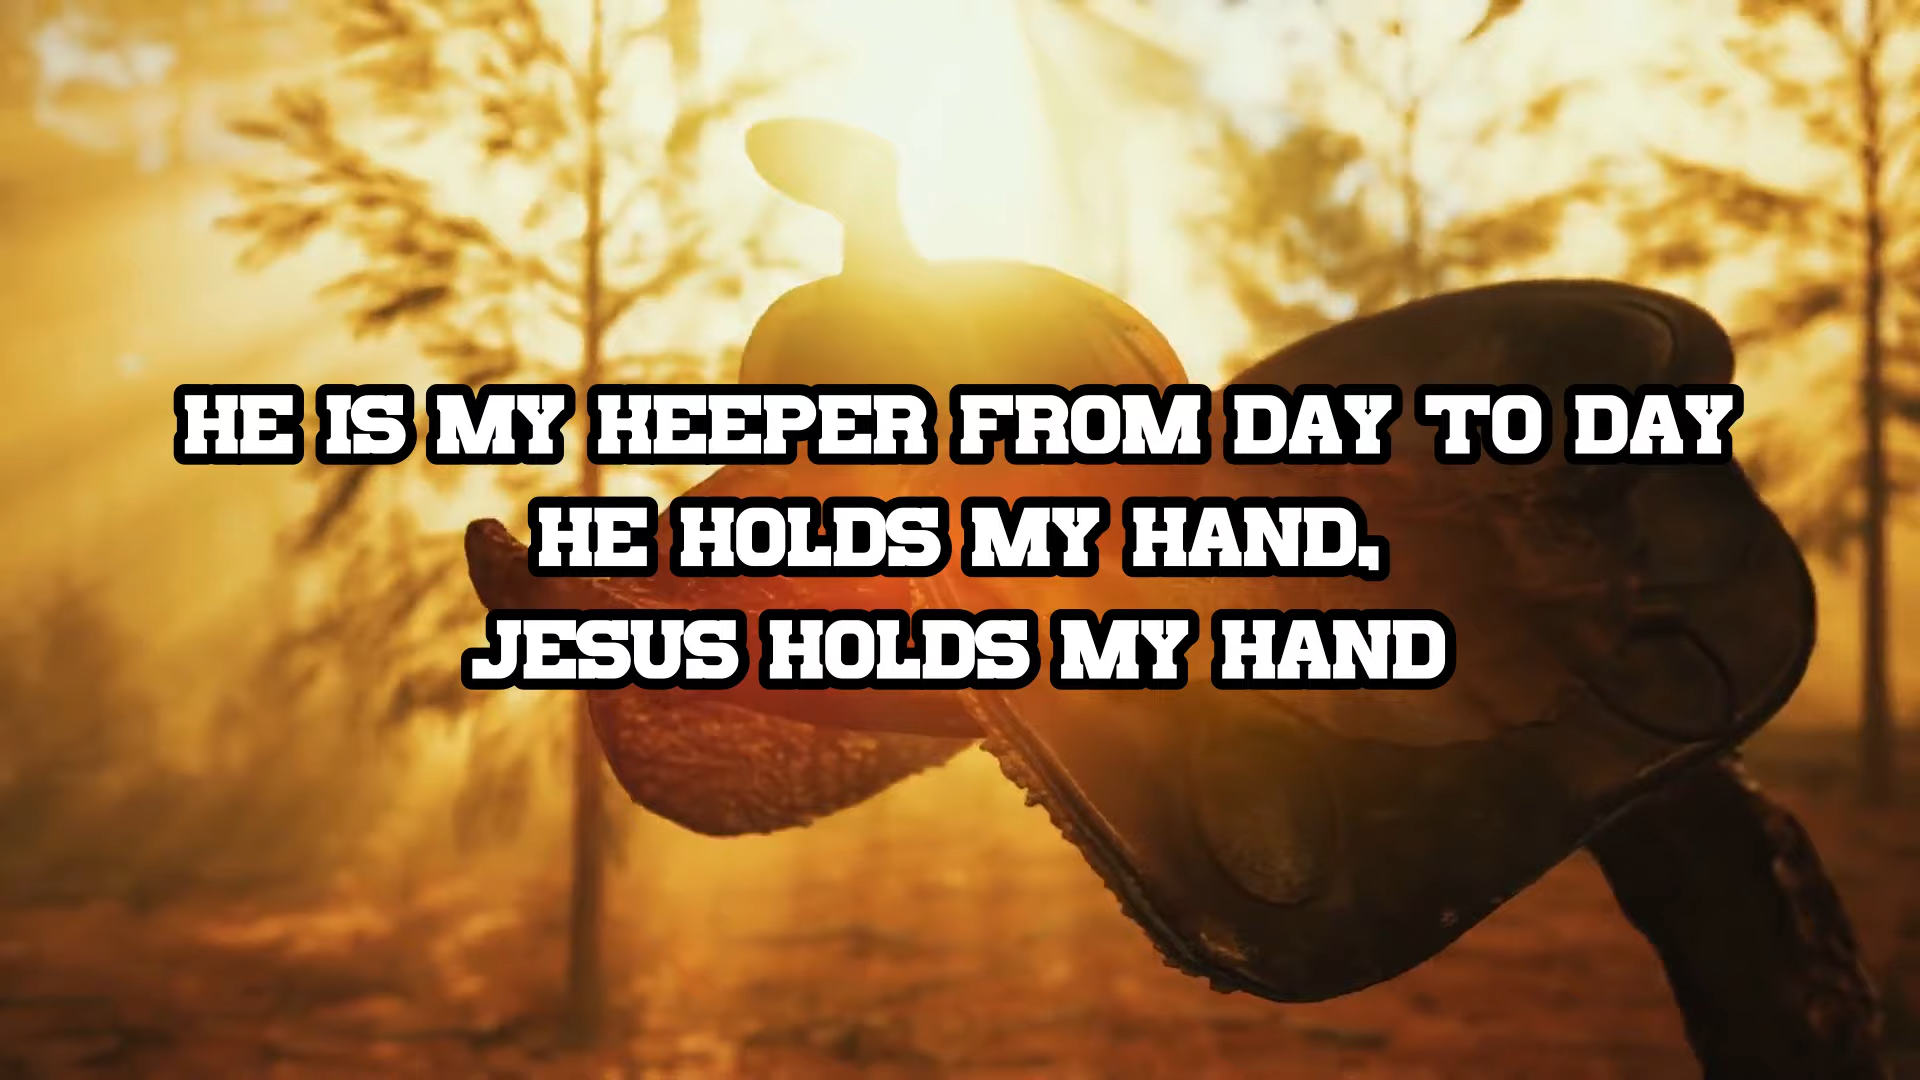 HE IS MY KEEPER FROM DAY TO DAY
HE HOLDS MY HAND,
JESUS HOLDS MY HAND